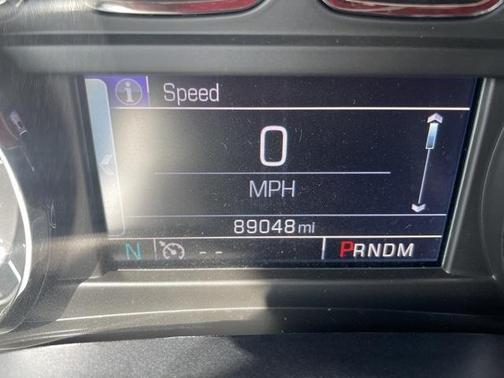 Speed
0
MPH
89048 mi
N -- PRNDM